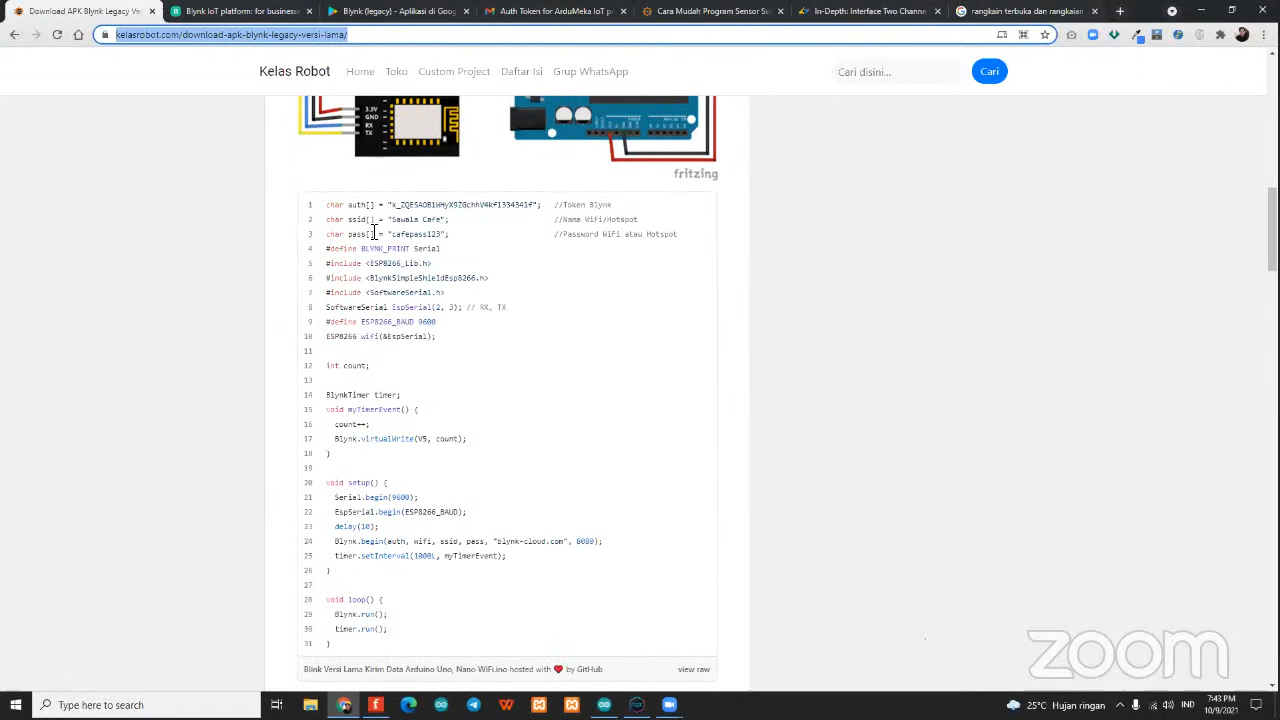 Download APK Blynk Legacy Ve
Blynk IoT platform: for business
Blynk (legacy) - Aplikasi di Goog
Auth Token for ArduMeka IoT pr
Cara Mudah Program Sensor Su
In-Depth: Interface Two Channe
rangkain terbuka dan rangkaian
kelasrobot.com/download-apk-blynk-legacy-versi-lama/
Kelas Robot
Home
Toko
Custom Project
Daftar Isi
Grup WhatsApp
Cari disini...
Cari
3.3V
GND
RX
TX
fritzing
1 char auth[] = "k_ZQESAOBiWHyX9ZGchhV4kfl334341f"; //Token Blynk
2 char ssid[] = "Sawala Cafe"; //Nama WiFi/Hotspot
3 char pass[] = "cafepass123"; //Password WiFi atau Hotspot
4 #define BLYNK_PRINT Serial
5 #include <ESP8266_Lib.h>
6 #include <BlynkSimpleShieldEsp8266.h>
7 #include <SoftwareSerial.h>
8 SoftwareSerial EspSerial(2, 3); // RX, TX
9 #define ESP8266_BAUD 9600
10 ESP8266 wifi(&EspSerial);
11
12 int count;
13
14 BlynkTimer timer;
15 void myTimerEvent() {
16 count++;
17 Blynk.virtualWrite(V5, count);
18 }
19
20 void setup() {
21 Serial.begin(9600);
22 EspSerial.begin(ESP8266_BAUD);
23 delay(10);
24 Blynk.begin(auth, wifi, ssid, pass, "blynk-cloud.com", 8080);
25 timer.setInterval(1000L, myTimerEvent);
26 }
27
28 void loop() {
29 Blynk.run();
30 timer.run();
31 }
Blink Versi Lama Kirim Data Arduino Uno, Nano WiFi.ino hosted with ❤ by GitHub
view raw
zoom
Type here to search
25°C Hujan ringan
IND
7:43 PM
10/9/2021